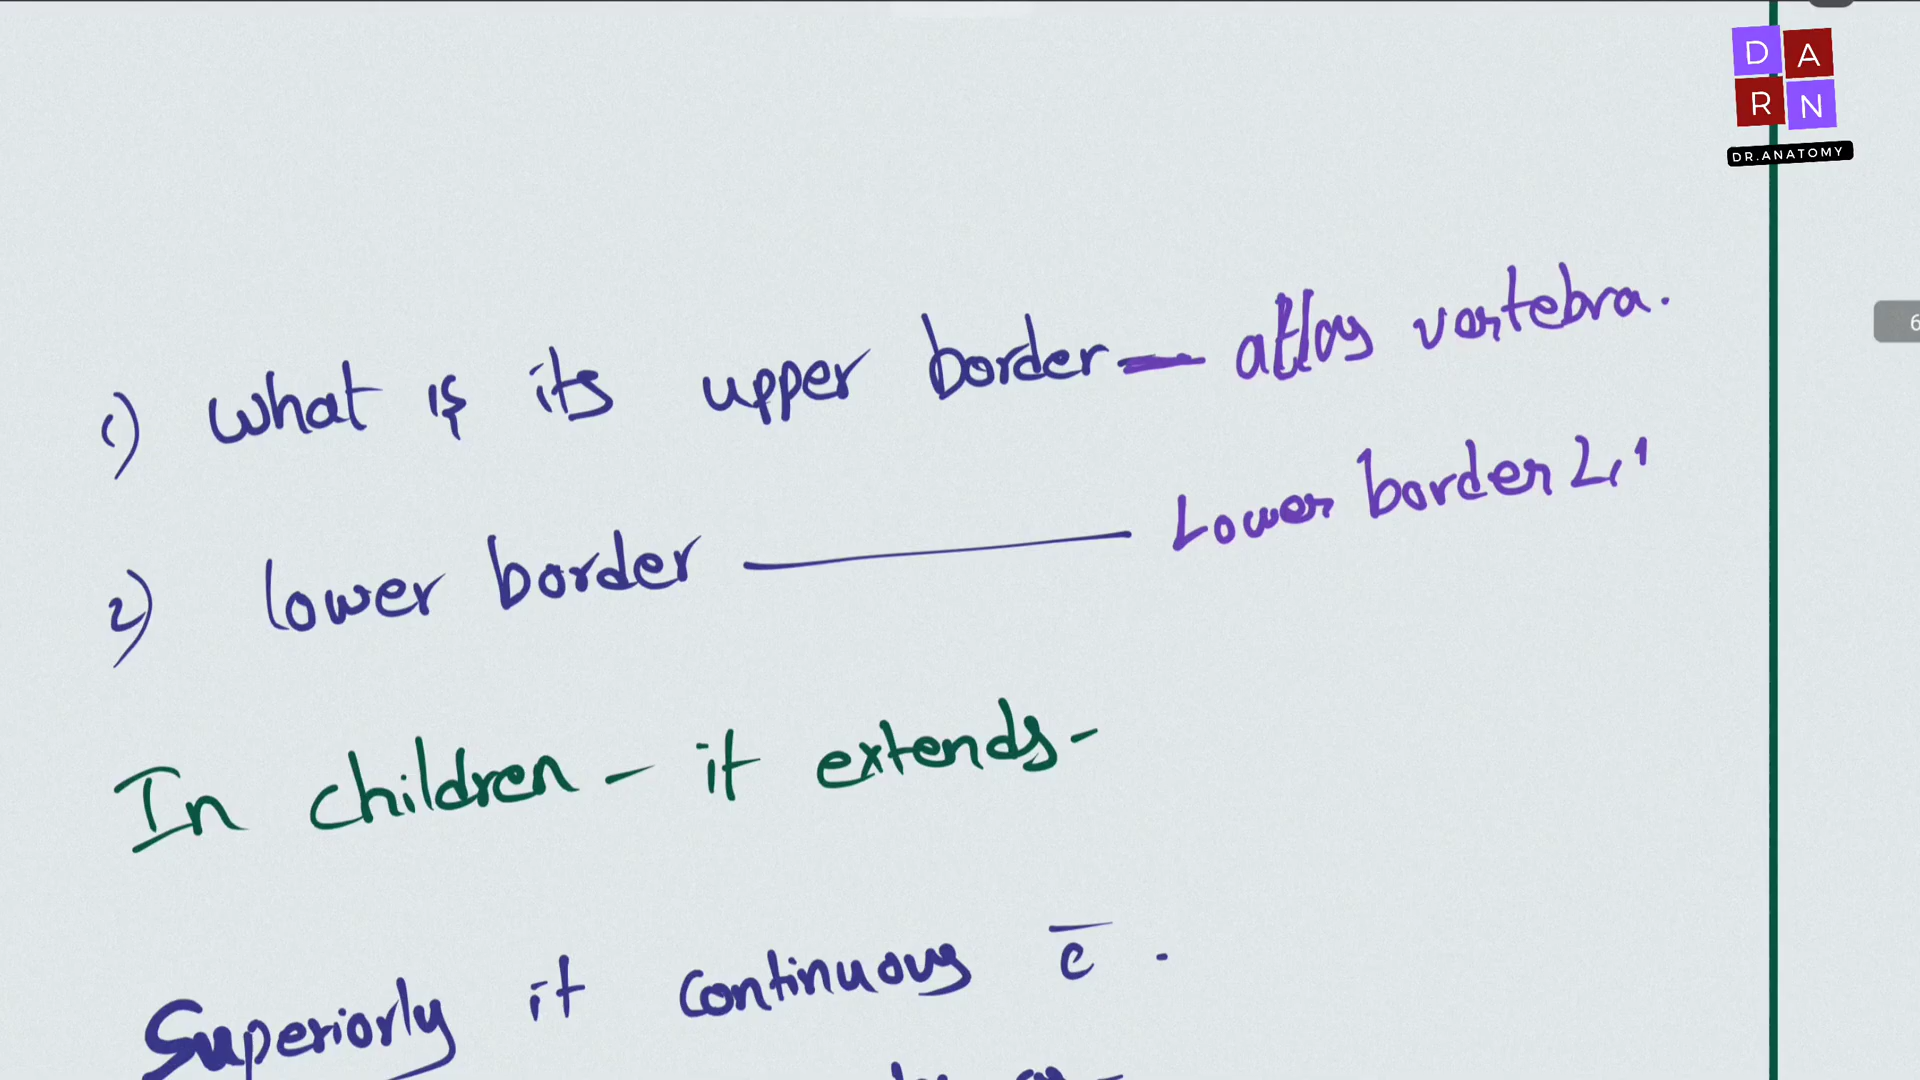 D A
R N
DR.ANATOMY
1) What is its upper border — atlas vertebra.
6
2) lower border — Lower border L1
In children - it extends -
Superiorly it continuous c̄ .